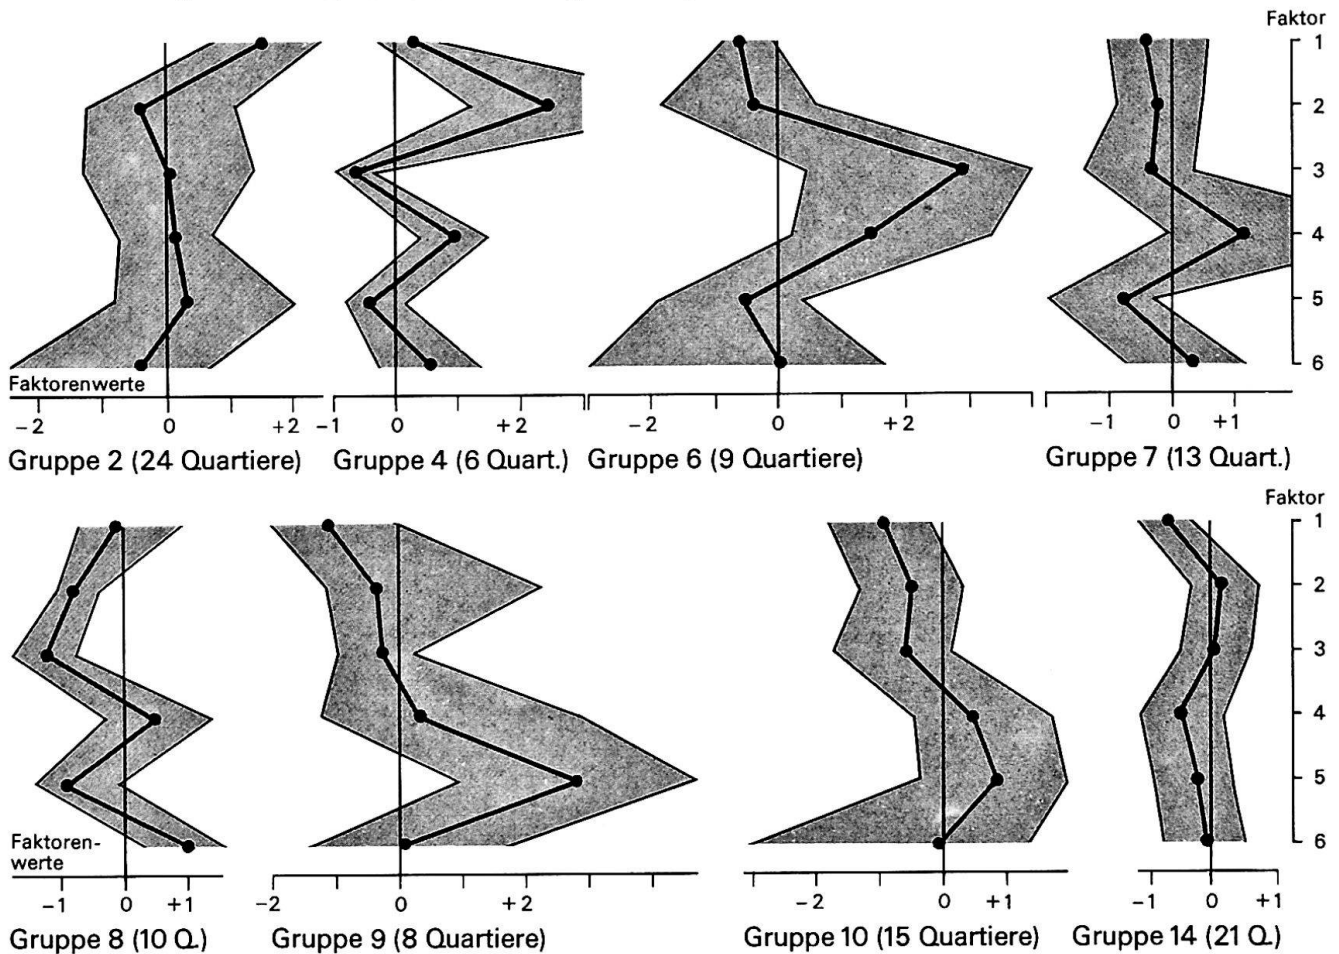 Faktor
1
2
3
4
5
6
Faktorenwerte
−2 0 +2 −1 0 +2 0 +2 −1 0 +1
−2
Gruppe 2 (24 Quartiere) Gruppe 4 (6 Quart.) Gruppe 6 (9 Quartiere) Gruppe 7 (13 Quart.)
Faktor
1
2
3
4
5
6
Faktoren-
werte
−1 0 +1 −2 0 +2 −2 0 +1 −1 0 +1
Gruppe 8 (10 Q.) Gruppe 9 (8 Quartiere) Gruppe 10 (15 Quartiere) Gruppe 14 (21 Q.)